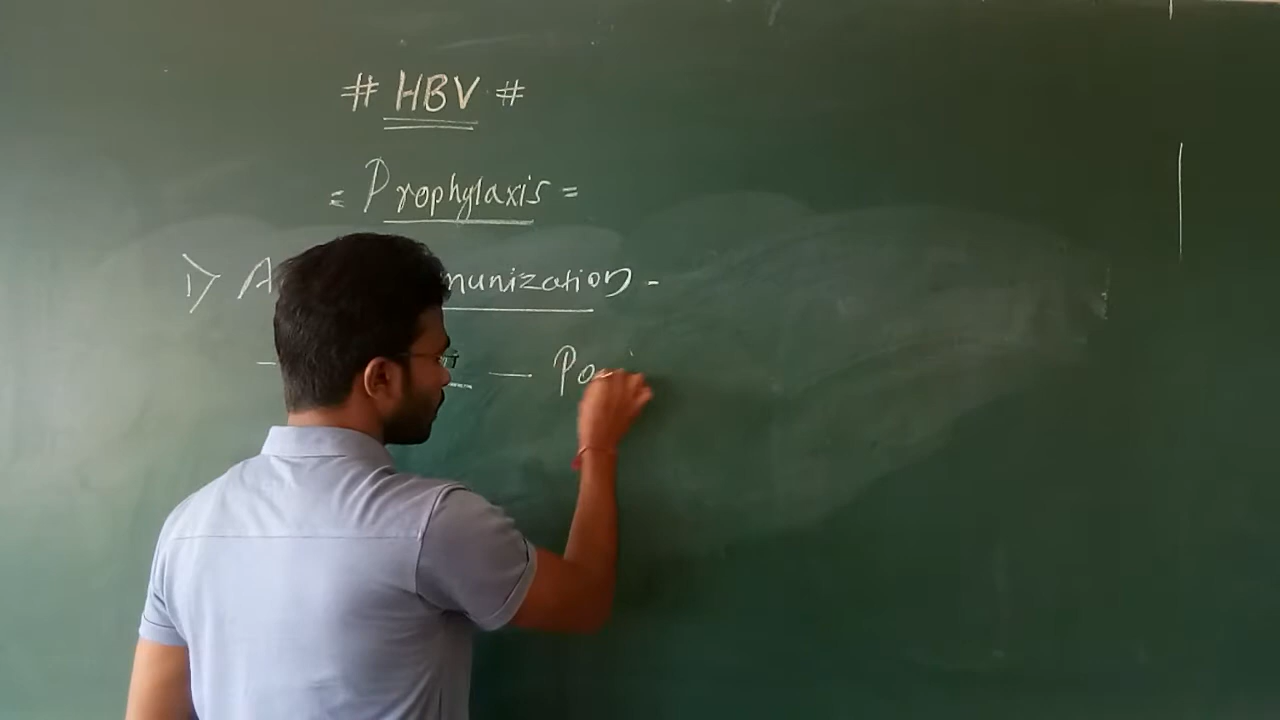 # HBV #
= Prophylaxis =
1) A munization -
— — Po